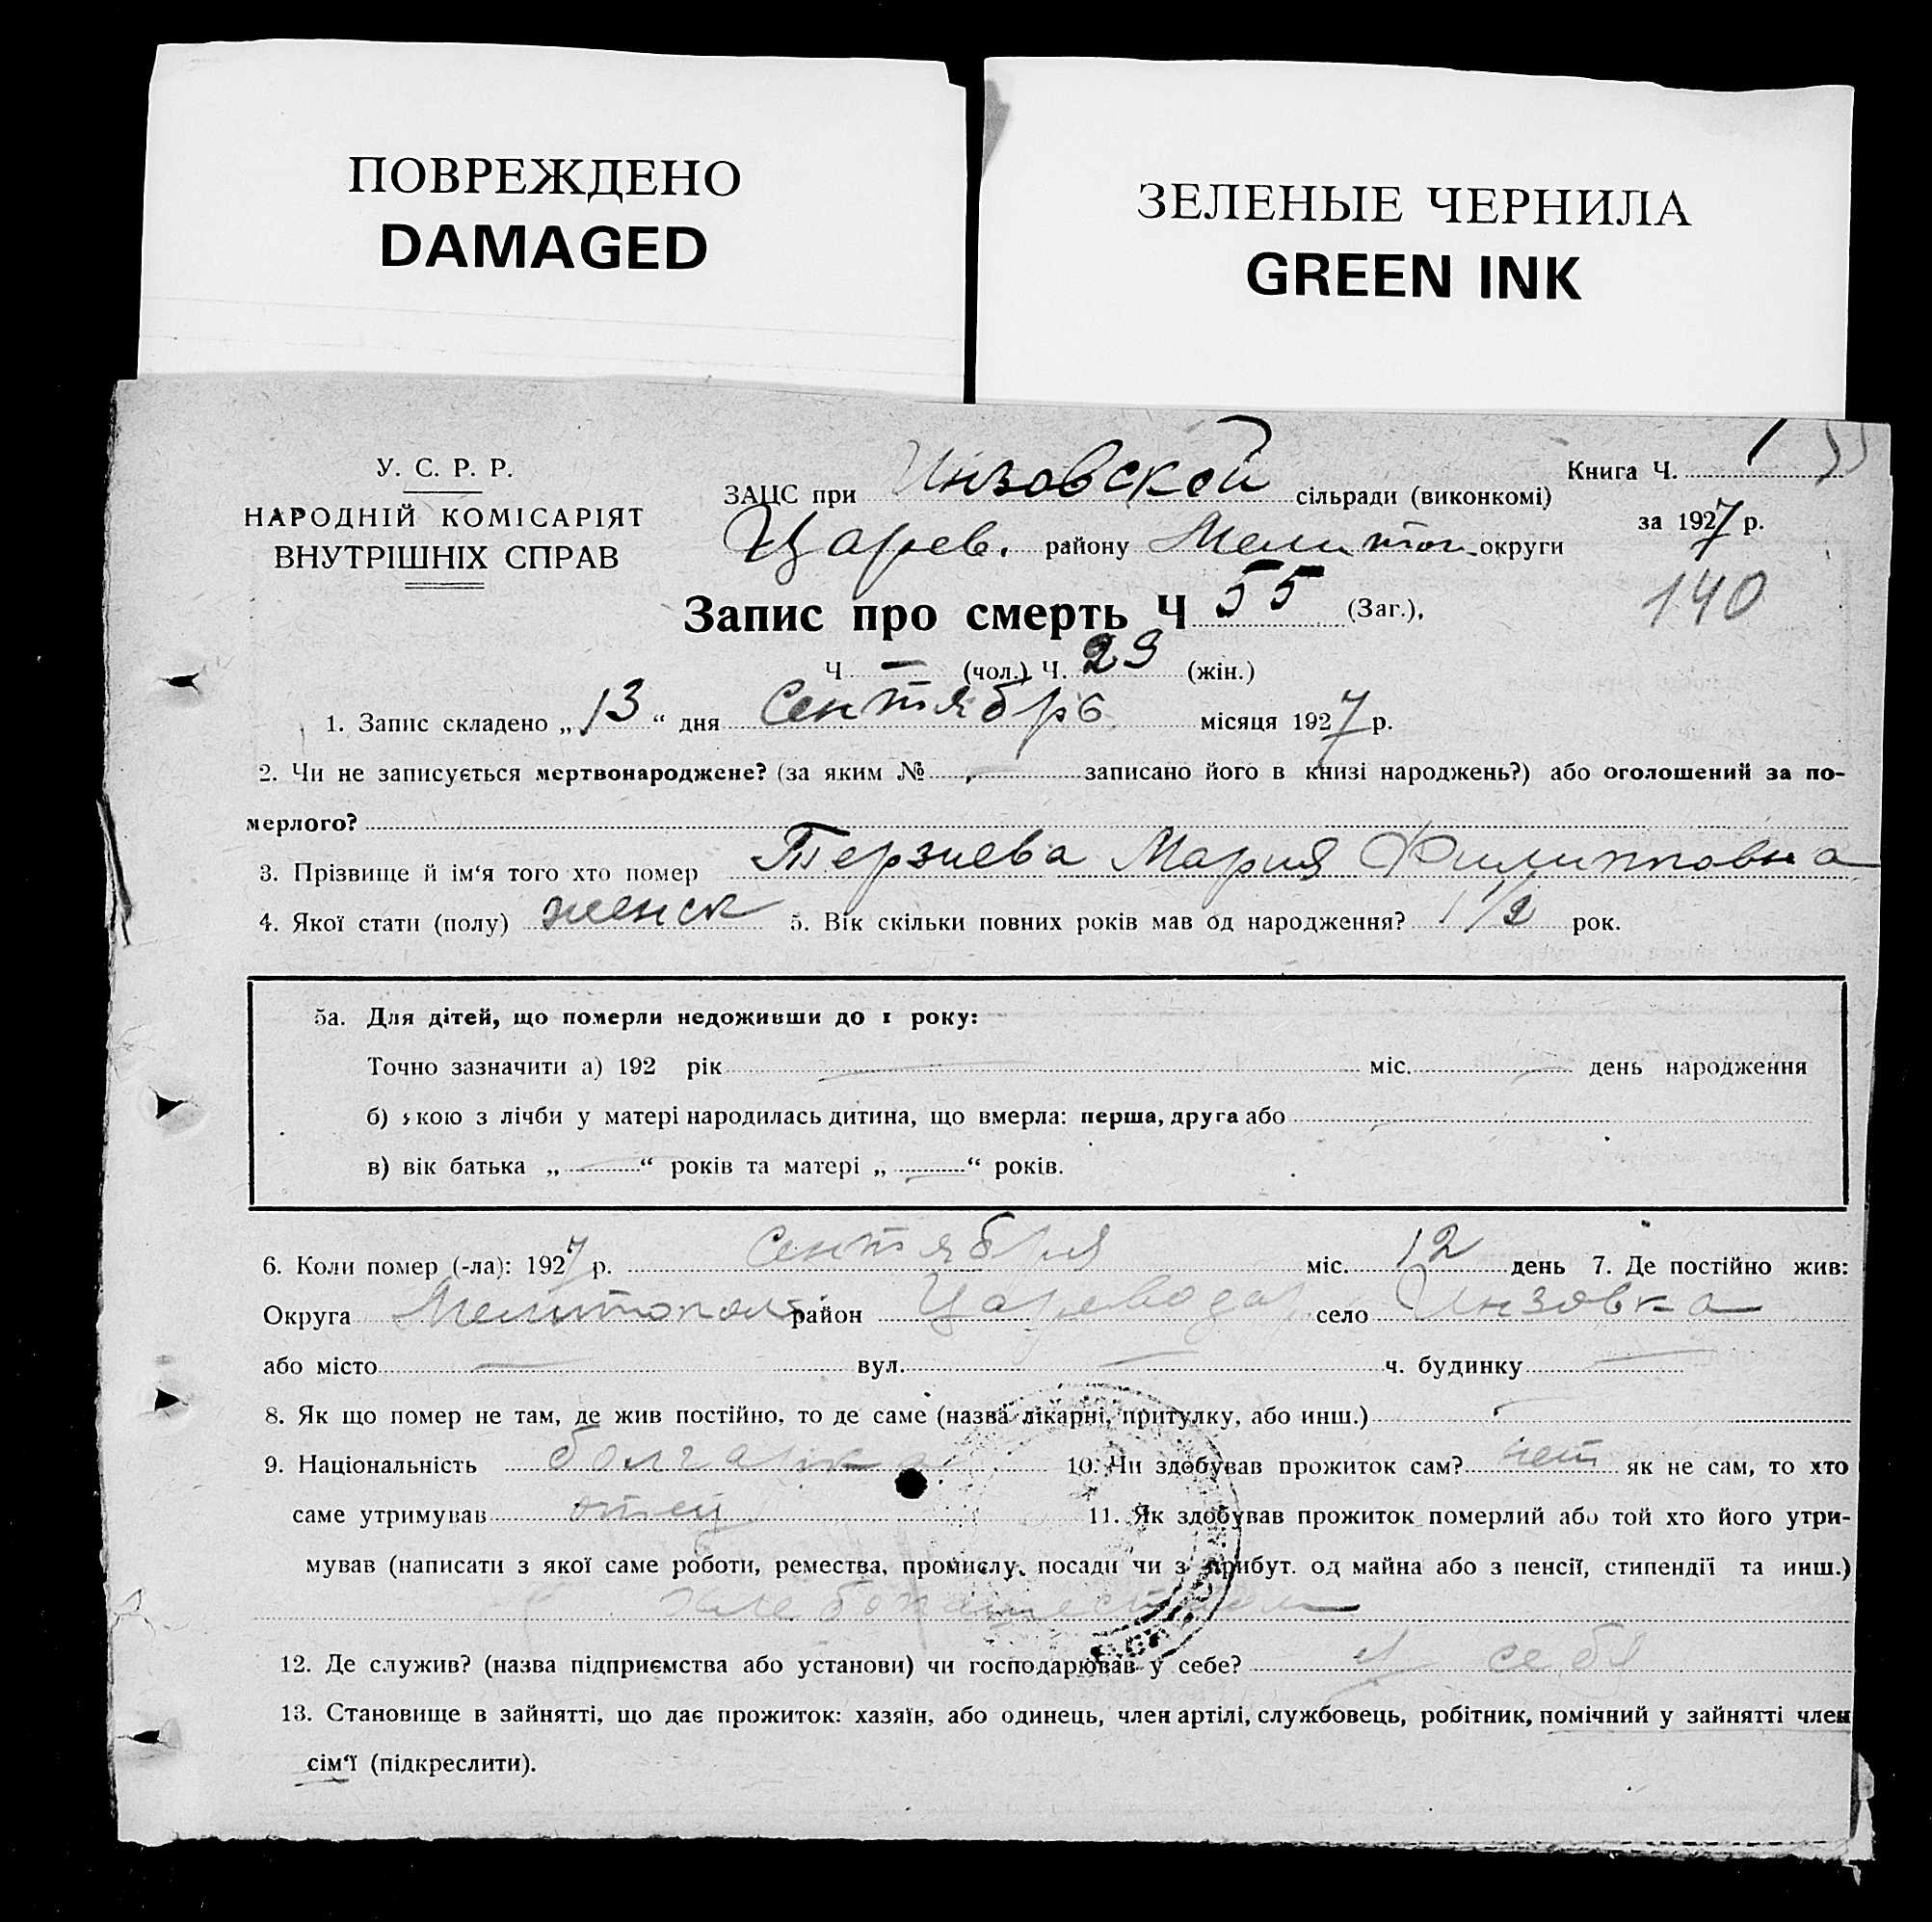 ПОВРЕЖДЕНО
DAMAGED
ЗЕЛЕНЫЕ ЧЕРНИЛА
GREEN INK
У. С. Р. Р.
НАРОДНІЙ КОМІСАРІЯТ
ВНУТРІШНІХ СПРАВ
Книга Ч. 1
за 1927 р.
140
ЗАЦС при Инзовской сільради (виконкомі)
Царев. району Мелитоп округи
Запис про смерть Ч 55 (Заг.),
Ч — (чол.) Ч. 29 (жін.)
1. Запис складено „13“ дня Сентября місяця 1927 р.
2. Чи не записується мертвонароджене? (за яким № записано його в книзі народжень?) або оголошений за по-
мерлого?
3. Прізвище й ім‘я того хто помер Терзиева Мария Филипповна
4. Якої стати (полу) женск 5. Вік скільки повних років мав од народження? 1 1/2 рок.
5а. Для дітей, що померли недоживши до 1 року:
Точно зазначити а) 192 рік — міс. — день народження
б) якою з лічби у матері народилась дитина, що вмерла: перша, друга або
в) вік батька „—“ років та матері „—“ років.
6. Коли помер (-ла): 1927 р. Сентября міс. 12 день 7. Де постійно жив:
Округа Мелитополь район Цареводар село Инзовка
або місто — вул. — ч. будинку —
8. Як що помер не там, де жив постійно, то де саме (назва лікарні, притулку, або инш.)
9. Національність болгарка 10. Чи здобував прожиток сам? нет як не сам, то хто
саме утримував отец 11. Як здобував прожиток померлий або той хто його утри-
мував (написати з якої саме роботи, ремества, промислу, посади чи з прибут. од майна або з пенсії, стипендії та инш.)
хлебопашеством
12. Де служив? (назва підприємства або установи) чи господарював у себе? у себя
13. Становище в зайнятті, що дає прожиток: хазяїн, або одинець, член артілі, службовець, робітник, помічний у зайнятті член
сім‘ї (підкреслити).